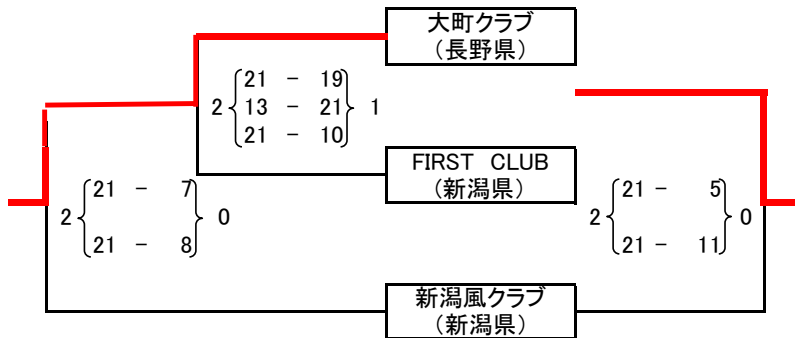 大町クラブ
（長野県）
21 － 19
2 13 － 21 1
21 － 10
FIRST CLUB
（新潟県）
21 － 7
2 0
21 － 8
21 － 5
2 0
21 － 11
新潟風クラブ
（新潟県）